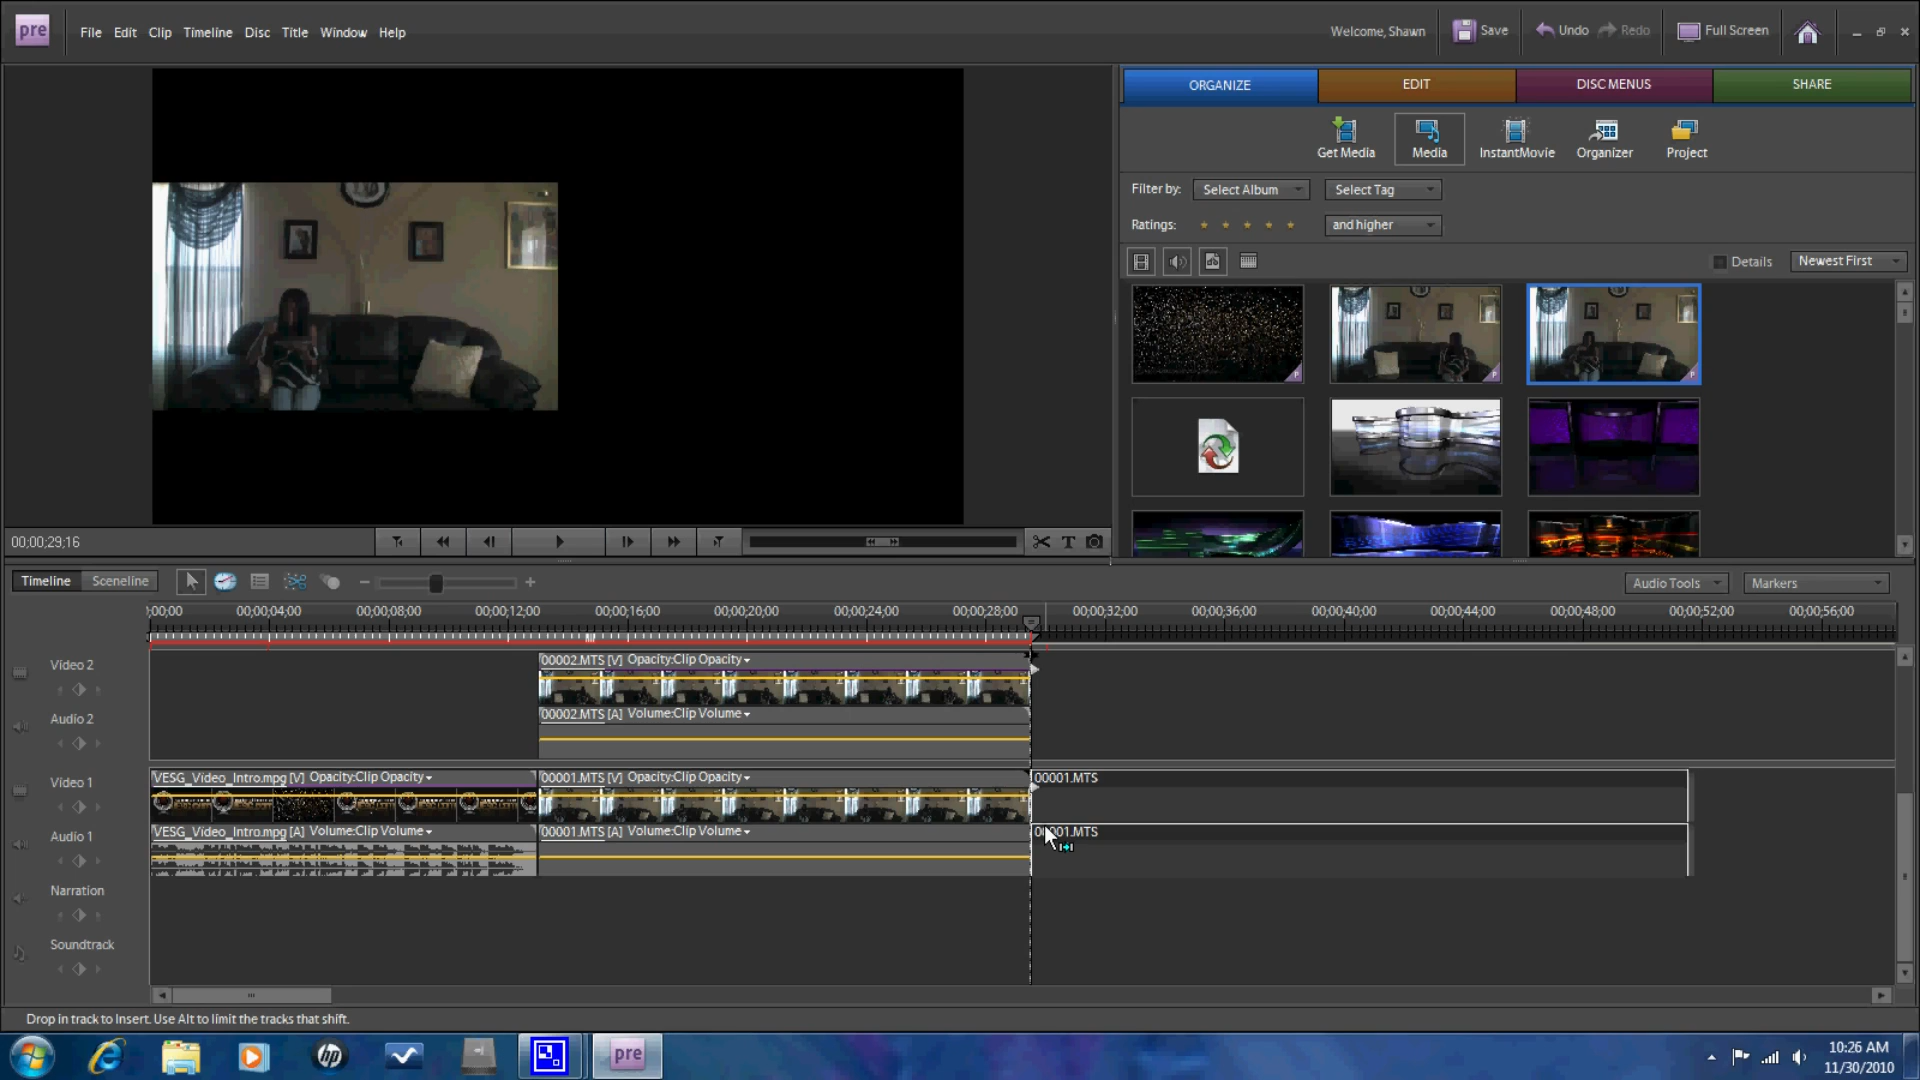 pre File Edit Clip Timeline Disc Title Window Help Welcome, Shawn Save Undo Redo Full Screen
ORGANIZE EDIT DISC MENUS SHARE
Get Media Media InstantMovie Organizer Project
Filter by: Select Album Select Tag
Ratings: and higher
Details Newest First
00;00;29;16
Timeline Sceneline Audio Tools Markers
;00;00 00;00;04;00 00;00;08;00 00;00;12;00 00;00;16;00 00;00;20;00 00;00;24;00 00;00;28;00 00;00;32;00 00;00;36;00 00;00;40;00 00;00;44;00 00;00;48;00 00;00;52;00 00;00;56;00
Video 2 00002.MTS [V] Opacity:Clip Opacity
Audio 2 00002.MTS [A] Volume:Clip Volume
Video 1 VESG_Video_Intro.mpg [V] Opacity:Clip Opacity 00001.MTS [V] Opacity:Clip Opacity 00001.MTS
Audio 1 VESG_Video_Intro.mpg [A] Volume:Clip Volume 00001.MTS [A] Volume:Clip Volume 00001.MTS
Narration
Soundtrack
Drop in track to Insert. Use Alt to limit the tracks that shift.
hp pre 10:26 AM
11/30/2010